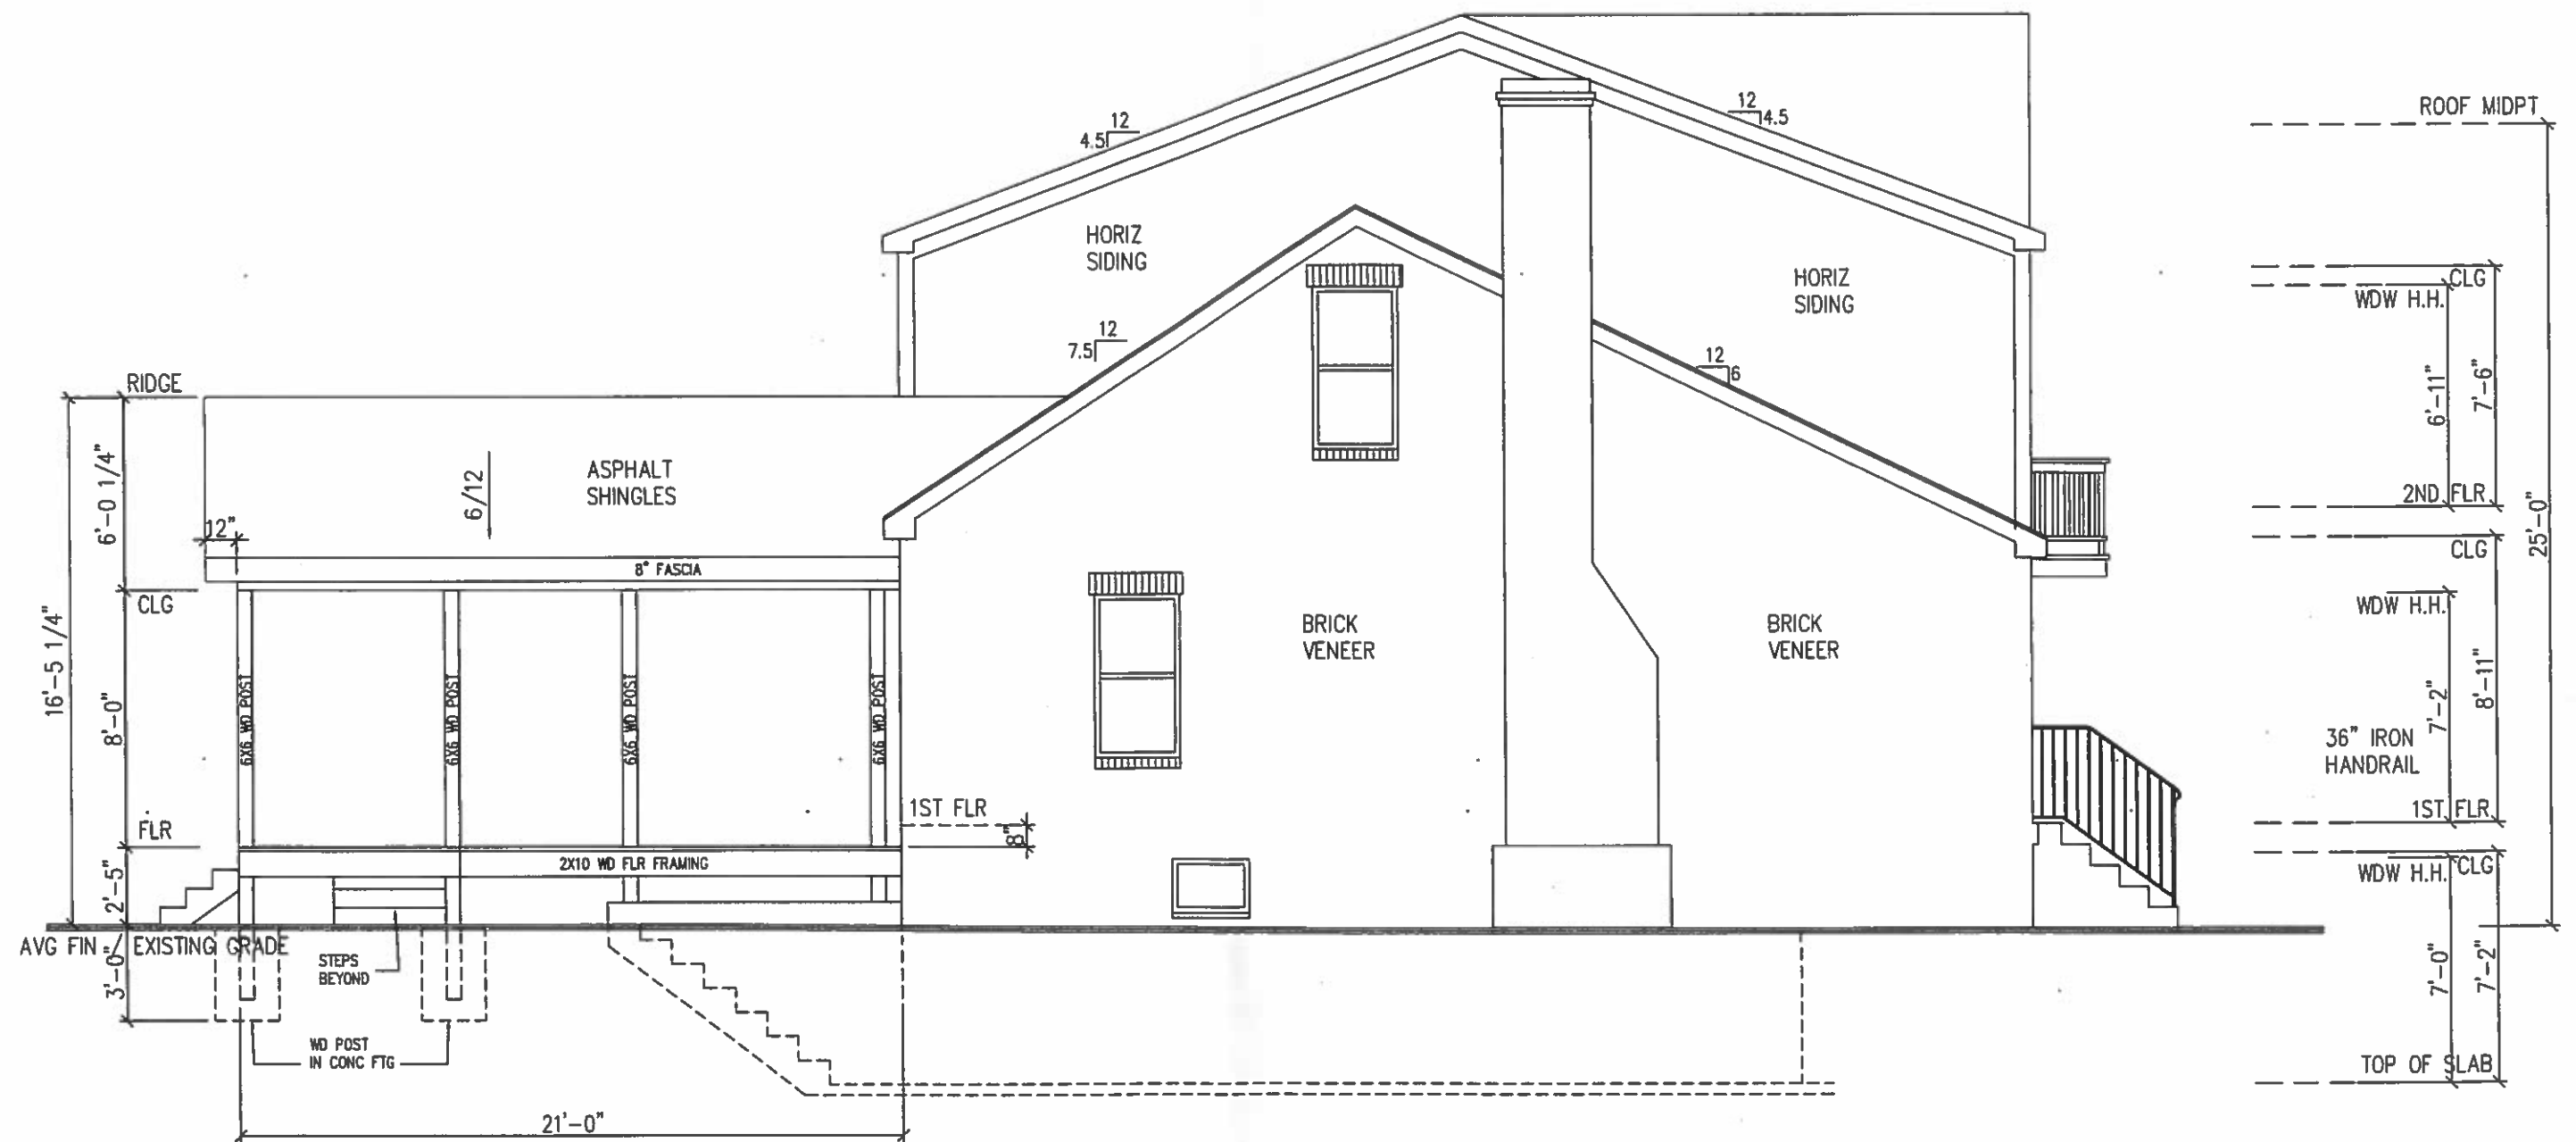 12
4.5
12
4.5
ROOF MIDPT
HORIZ
SIDING
HORIZ
SIDING
CLG
WDW H.H.
12
7.5
12
6
6'-11"
7'-6"
RIDGE
ASPHALT
SHINGLES
6/12
6'-0 1/4"
12"
2ND FLR
25'-0"
CLG
8" FASCIA
CLG
WDW H.H.
16'-5 1/4"
8'-0"
6X6 WD POST
6X6 WD POST
6X6 WD POST
6X6 WD POST
BRICK
VENEER
BRICK
VENEER
7'-2"
8'-11"
36" IRON
HANDRAIL
1ST FLR
8"
1ST FLR
FLR
2X10 WD FLR FRAMING
2'-5"
WDW H.H.
CLG
AVG FIN / EXISTING GRADE
3'-0"
STEPS
BEYOND
7'-0"
7'-2"
WD POST
IN CONC FTG
TOP OF SLAB
21'-0"